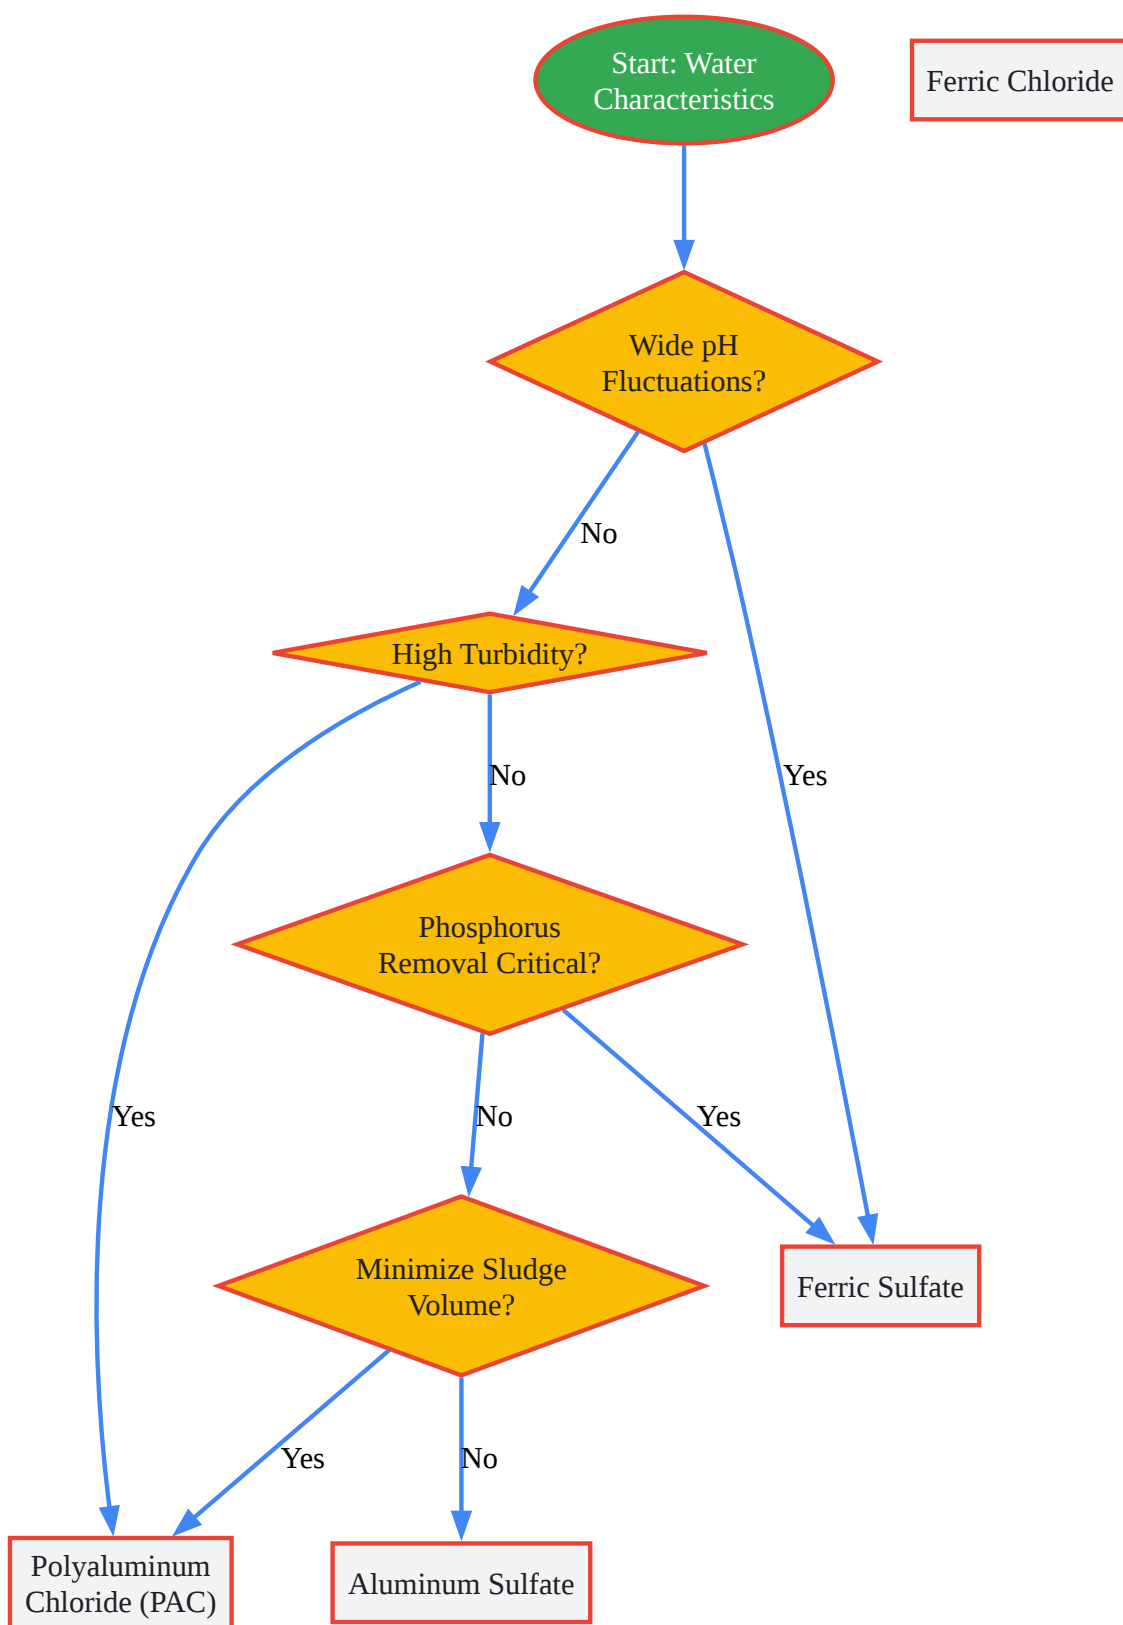 Start: Water
Characteristics
Ferric Chloride
Wide pH
Fluctuations?
No
High Turbidity?
No
Yes
Phosphorus
Removal Critical?
Yes
No
Yes
Minimize Sludge
Volume?
Ferric Sulfate
Yes
No
Polyaluminum
Chloride (PAC)
Aluminum Sulfate